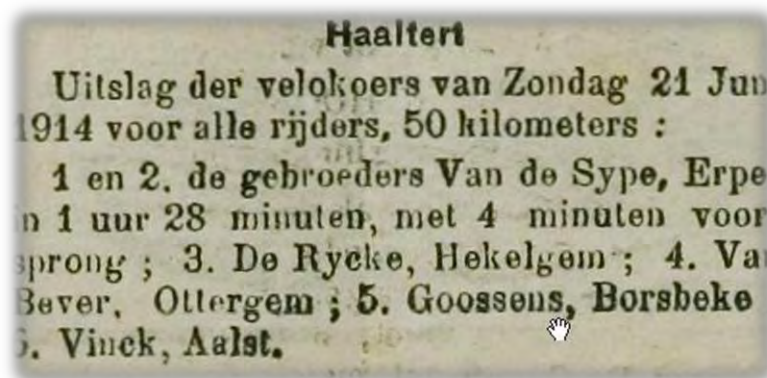 Haaltert
Uitslag der velokoers van Zondag 21 Jun
1914 voor alle rijders, 50 kilometers :
1 en 2. de gebroeders Van de Sype, Erpe
n 1 uur 28 minuten, met 4 minuten voor
sprong ; 3. De Rycke, Hekelgem ; 4. Va
Bever, Ottergem ; 5. Goossens, Borsbeke
. Vinck, Aalst.